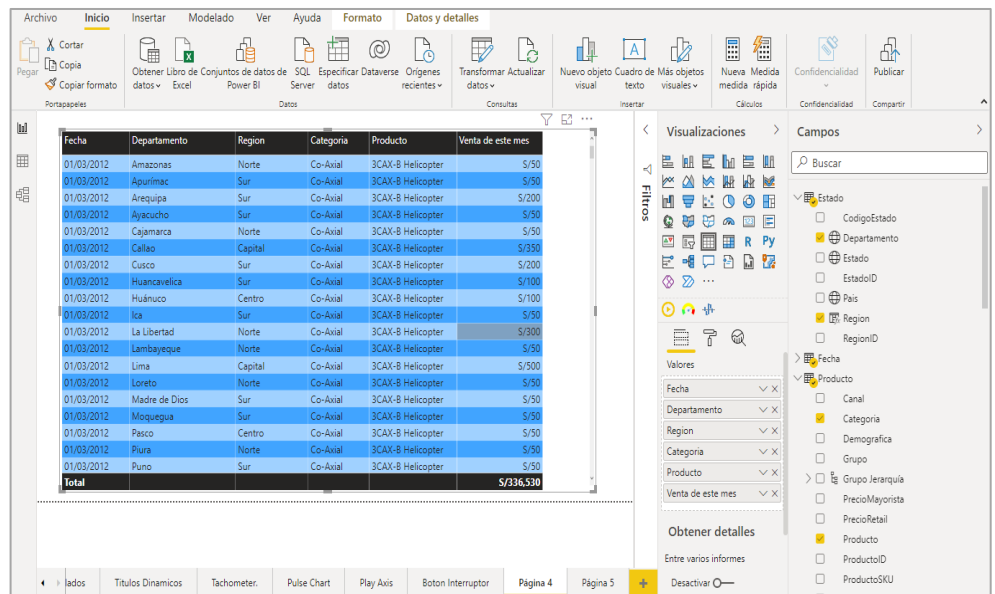 Archivo Inicio Insertar Modelado Ver Ayuda Formato Datos y detalles
Pegar
Cortar
Copia
Copiar formato
Portapapeles
Obtener datos
Libro de Excel
Conjuntos de datos de Power BI
SQL Server
Especificar datos
Dataverse
Orígenes recientes
Datos
Transformar datos
Actualizar
Consultas
Nuevo objeto visual
Cuadro de texto
Más objetos visuales
Insertar
Nueva medida
Medida rápida
Cálculos
Confidencialidad
Confidencialidad
Publicar
Compartir
Fecha Departamento Region Categoria Producto Venta de este mes
01/03/2012 Amazonas Norte Co-Axial 3CAX-B Helicopter S/50
01/03/2012 Apurímac Sur Co-Axial 3CAX-B Helicopter S/50
01/03/2012 Arequipa Sur Co-Axial 3CAX-B Helicopter S/200
01/03/2012 Ayacucho Sur Co-Axial 3CAX-B Helicopter S/50
01/03/2012 Cajamarca Norte Co-Axial 3CAX-B Helicopter S/50
01/03/2012 Callao Capital Co-Axial 3CAX-B Helicopter S/350
01/03/2012 Cusco Sur Co-Axial 3CAX-B Helicopter S/200
01/03/2012 Huancavelica Sur Co-Axial 3CAX-B Helicopter S/100
01/03/2012 Huánuco Centro Co-Axial 3CAX-B Helicopter S/100
01/03/2012 Ica Sur Co-Axial 3CAX-B Helicopter S/50
01/03/2012 La Libertad Norte Co-Axial 3CAX-B Helicopter S/300
01/03/2012 Lambayeque Norte Co-Axial 3CAX-B Helicopter S/50
01/03/2012 Lima Capital Co-Axial 3CAX-B Helicopter S/500
01/03/2012 Loreto Norte Co-Axial 3CAX-B Helicopter S/50
01/03/2012 Madre de Dios Sur Co-Axial 3CAX-B Helicopter S/50
01/03/2012 Moquegua Sur Co-Axial 3CAX-B Helicopter S/50
01/03/2012 Pasco Centro Co-Axial 3CAX-B Helicopter S/50
01/03/2012 Piura Norte Co-Axial 3CAX-B Helicopter S/50
01/03/2012 Puno Sur Co-Axial 3CAX-B Helicopter S/50
Total S/336,530
Filtros
Visualizaciones
R Py
Valores
Fecha
Departamento
Region
Categoria
Producto
Venta de este mes
Obtener detalles
Entre varios informes
Desactivar
Campos
Buscar
Estado
CodigoEstado
Departamento
Estado
EstadoID
Pais
Region
RegionID
Fecha
Producto
Canal
Categoria
Demografica
Grupo
Grupo Jerarquía
PrecioMayorista
PrecioRetail
Producto
ProductoID
ProductoSKU
lados Titulos Dinamicos Tachometer. Pulse Chart Play Axis Boton Interruptor Página 4 Página 5 +